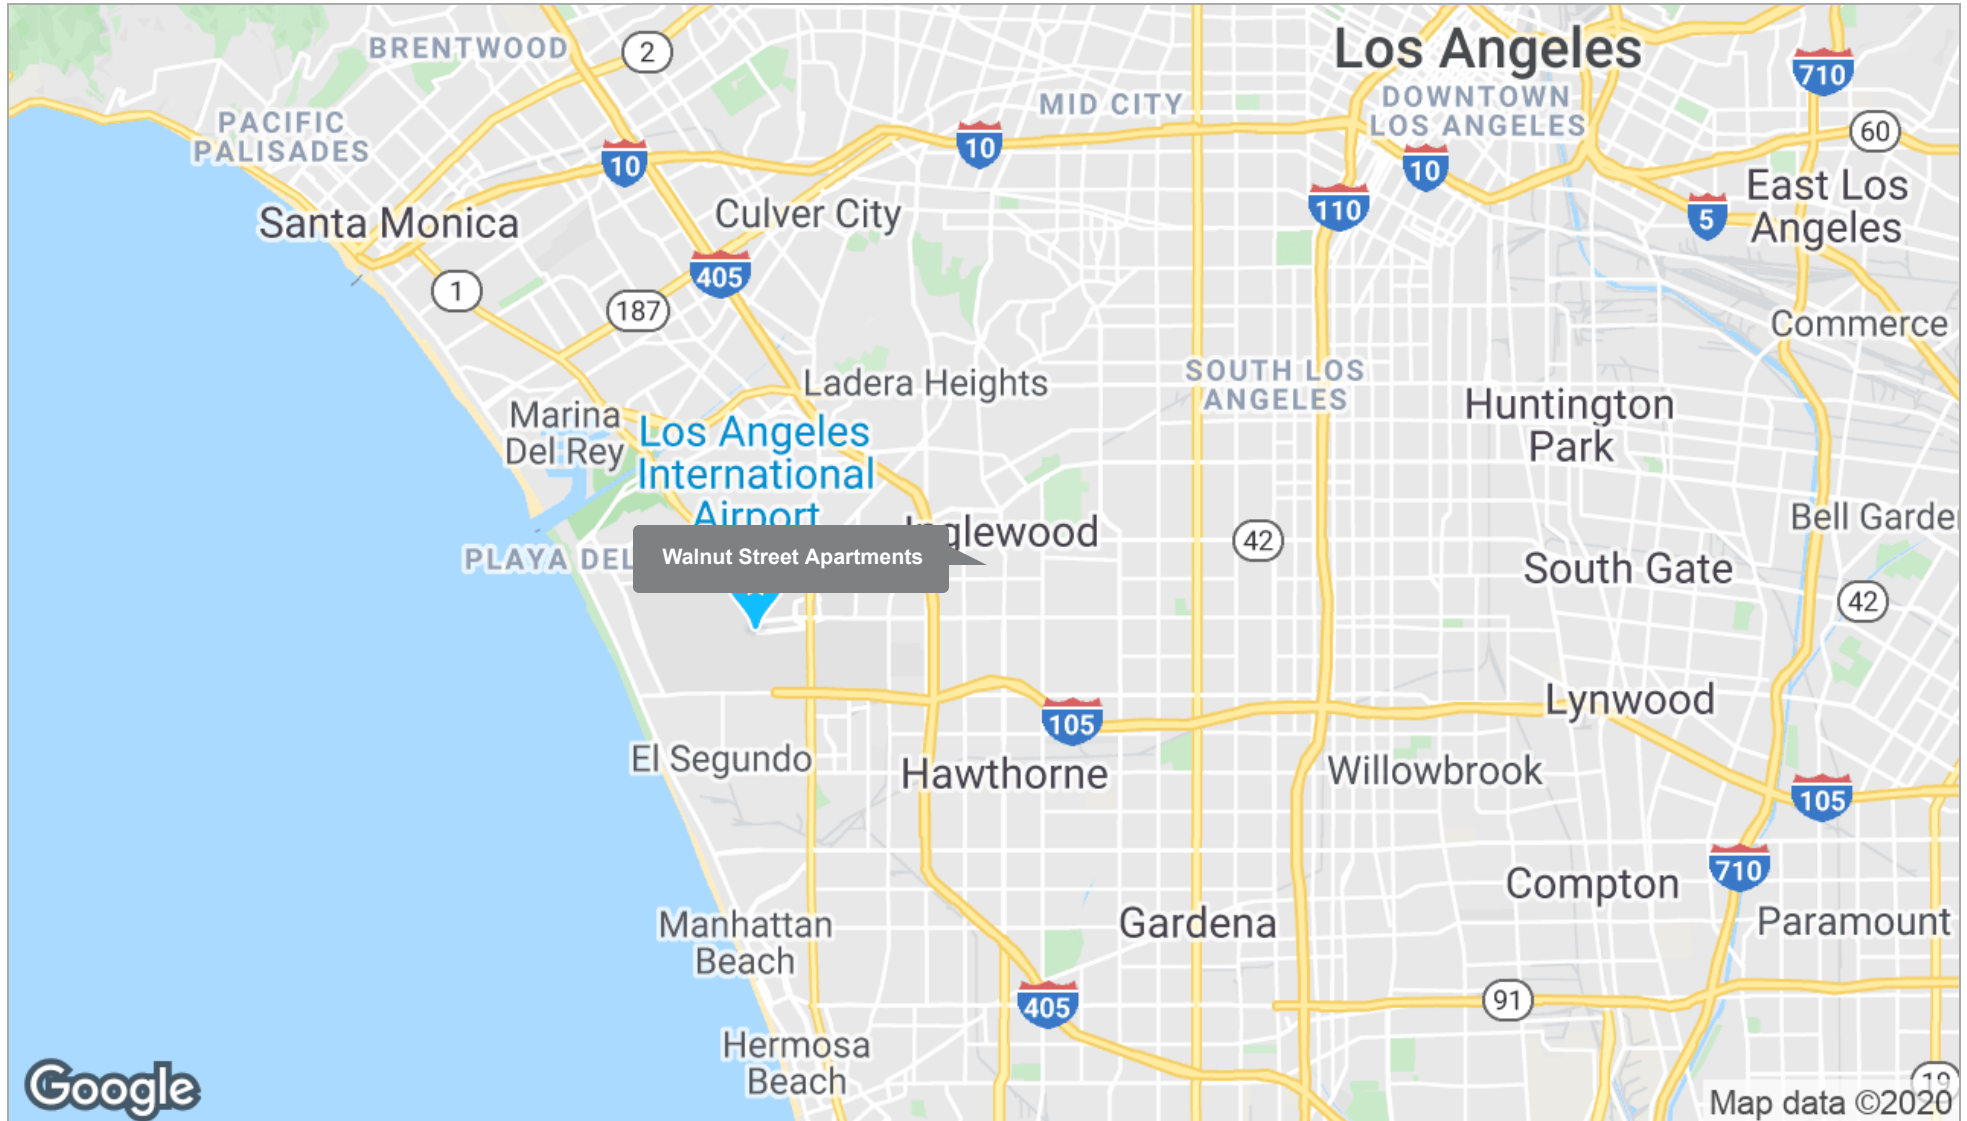 BRENTWOOD
2
Los Angeles
710
MID CITY
DOWNTOWN
LOS ANGELES
PACIFIC
PALISADES
60
10
10
10
East Los
Angeles
110
5
Santa Monica
Culver City
405
1
187
Commerce
Ladera Heights
SOUTH LOS
ANGELES
Huntington
Park
Marina
Del Rey
Los Angeles
International
Airport
Inglewood
Bell Garde
42
PLAYA DEL
Walnut Street Apartments
South Gate
42
Lynwood
105
El Segundo
Hawthorne
Willowbrook
105
710
Compton
Manhattan
Beach
Gardena
Paramount
405
91
Hermosa
Beach
19
Google
Map data ©2020